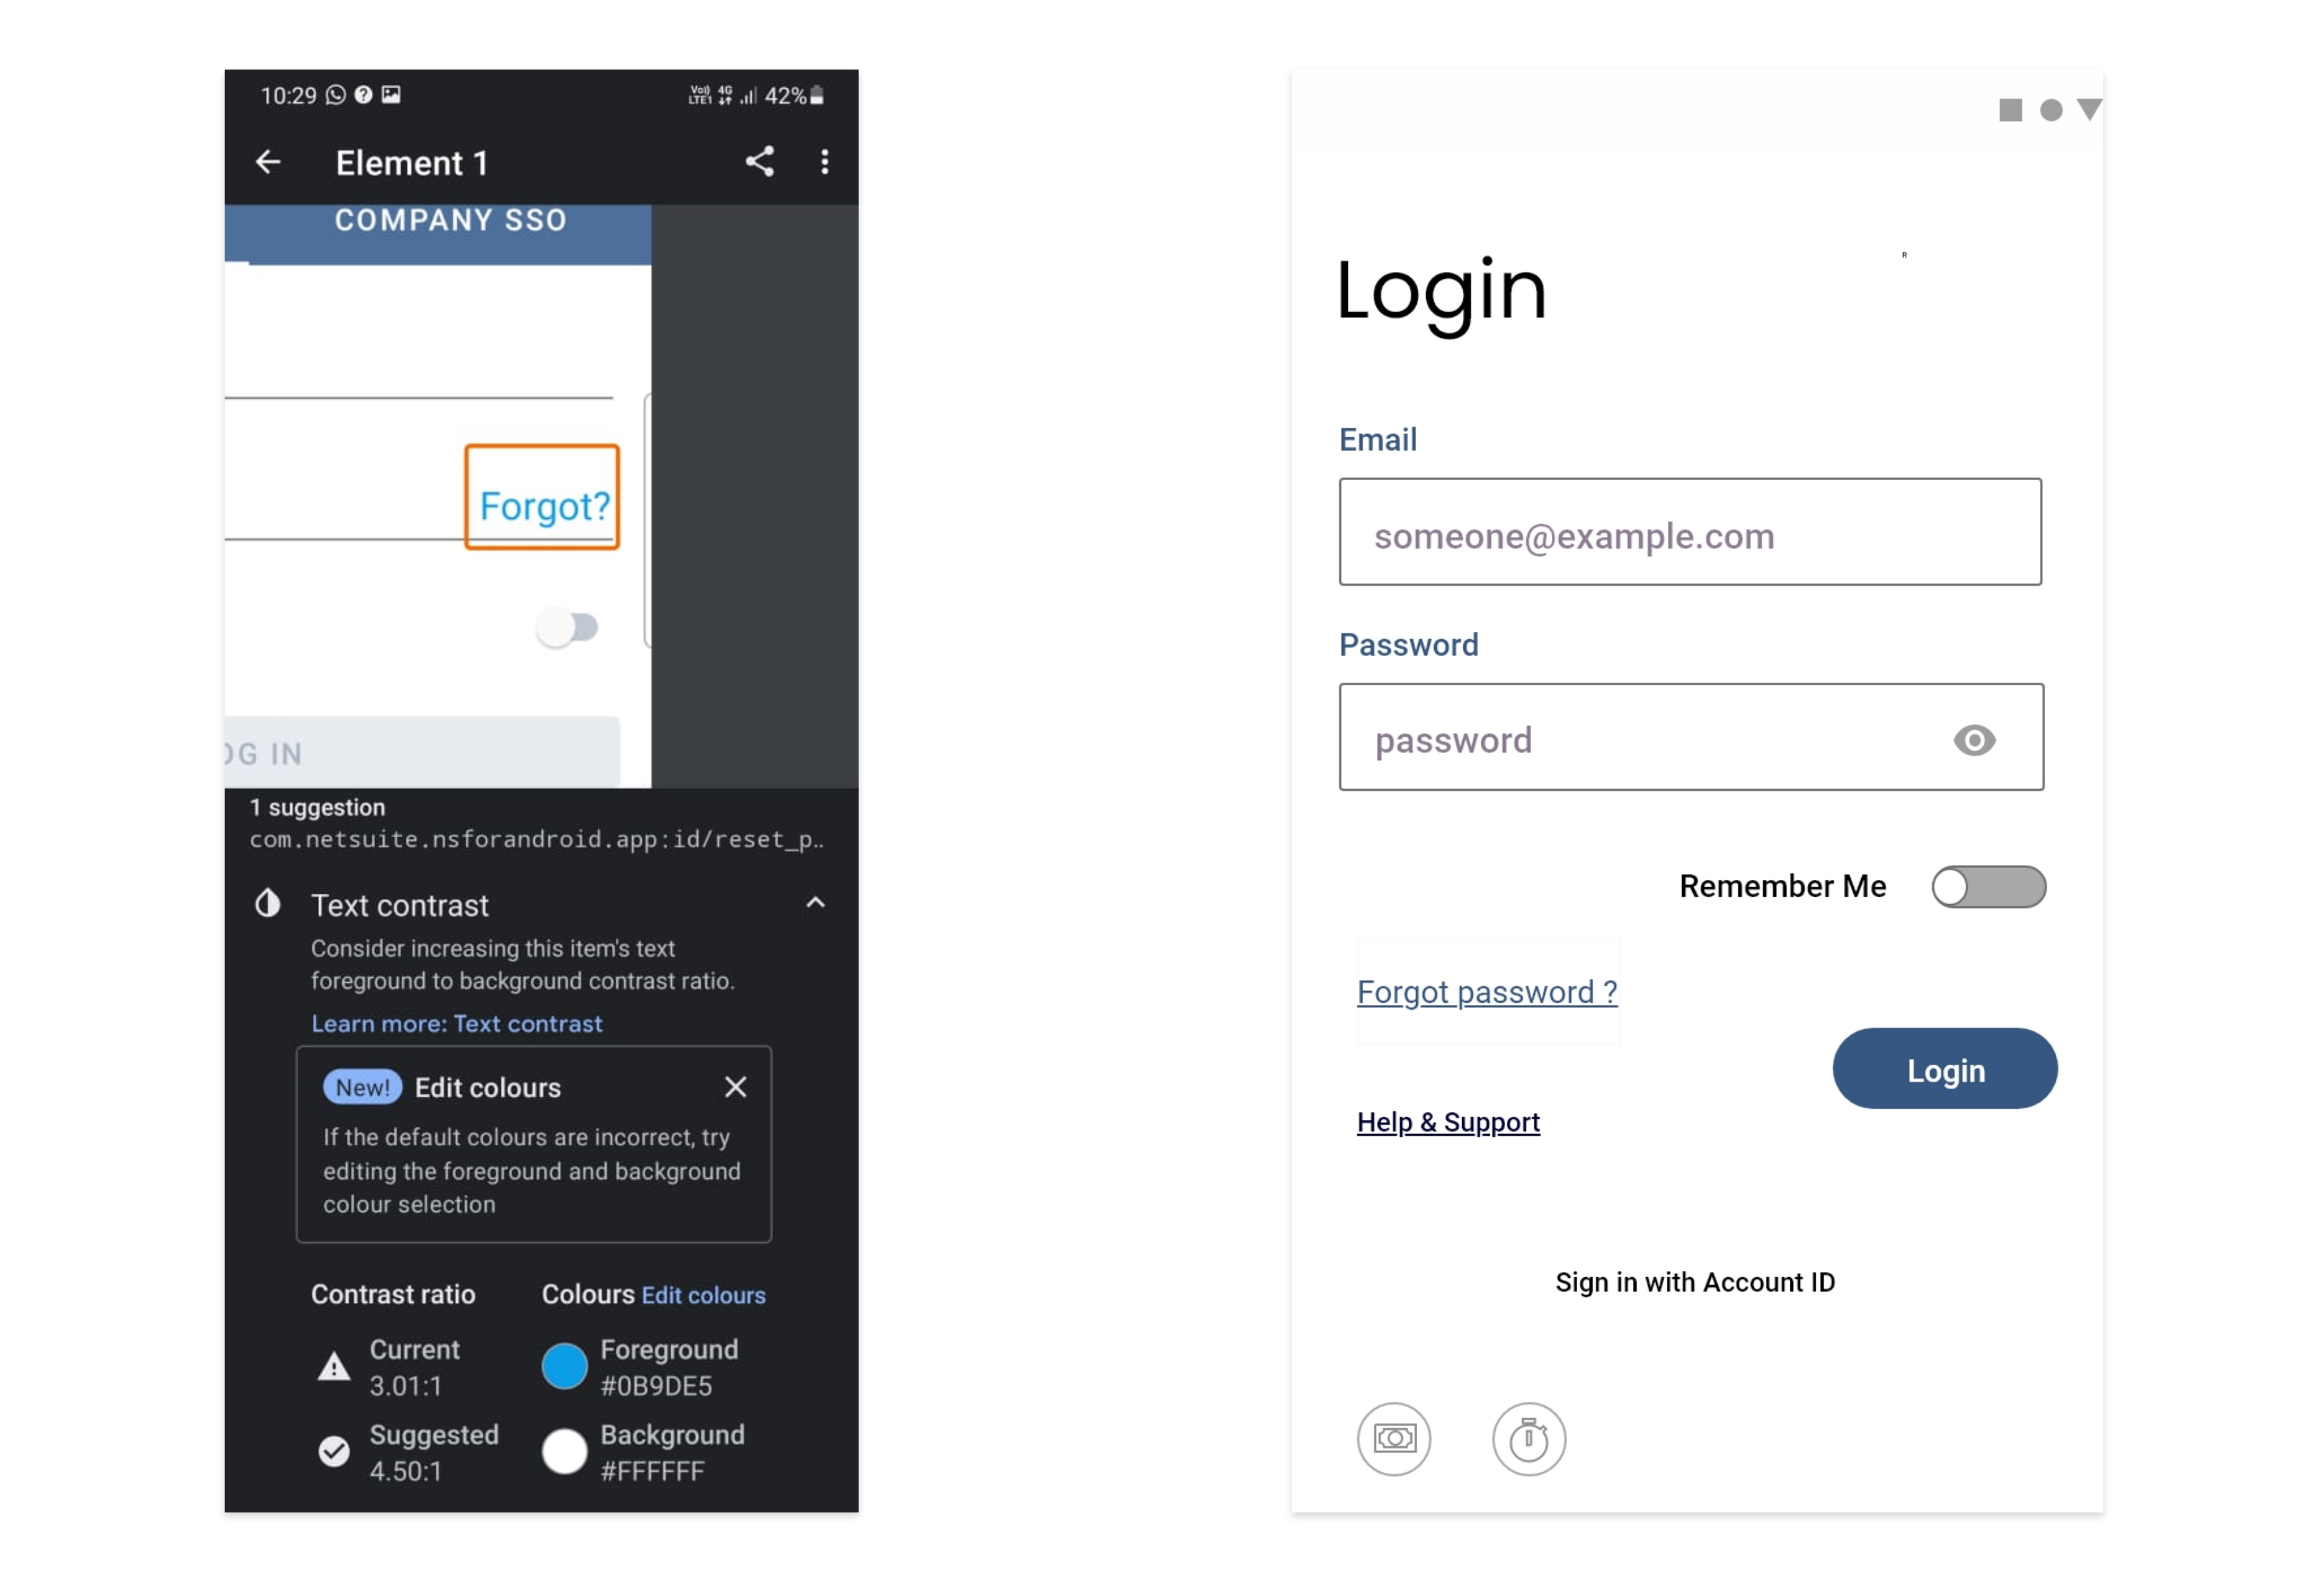 10:29
Vo)) 4G
LTE1
42%
Element 1
COMPANY SSO
Forgot?
OG IN
1 suggestion
com.netsuite.nsforandroid.app:id/reset_p..
Text contrast
Consider increasing this item's text
foreground to background contrast ratio.
Learn more: Text contrast
New! Edit colours
If the default colours are incorrect, try
editing the foreground and background
colour selection
Contrast ratio
Colours Edit colours
Current
3.01:1
Foreground
#0B9DE5
Suggested
4.50:1
Background
#FFFFFF
Login
R
Email
someone@example.com
Password
password
Remember Me
Forgot password ?
Login
Help & Support
Sign in with Account ID